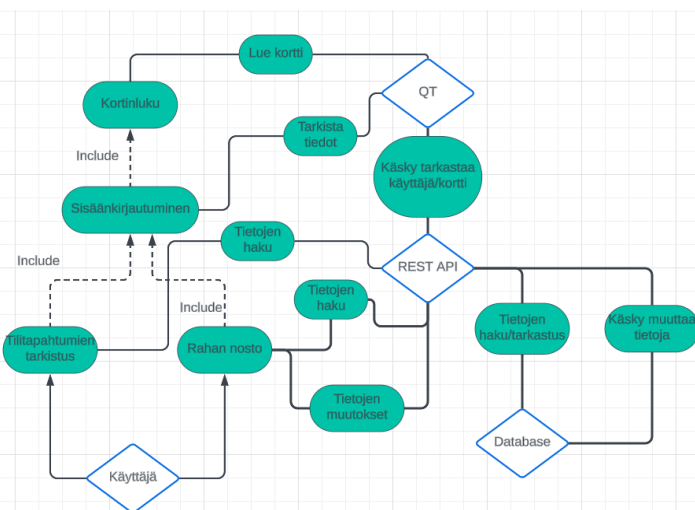 Lue kortti
QT
Kortinluku
Tarkista
tiedot
Include
Käsky tarkastaa
käyttäjä/kortti
Sisäänkirjautuminen
Tietojen
haku
Include
REST API
Tietojen
haku
Include
Tietojen
haku/tarkastus
Käsky muuttaa
tietoja
Tilitapahtumien
tarkistus
Rahan nosto
Tietojen
muutokset
Database
Käyttäjä